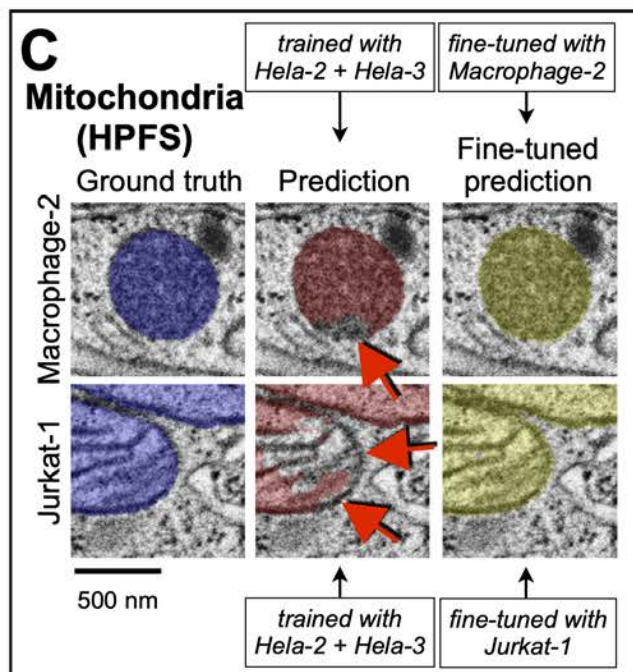 C
trained with
Hela-2 + Hela-3
fine-tuned with
Macrophage-2
Mitochondria
(HPFS)
Ground truth
Prediction
Fine-tuned
prediction
Macrophage-2
Jurkat-1
500 nm
trained with
Hela-2 + Hela-3
fine-tuned with
Jurkat-1